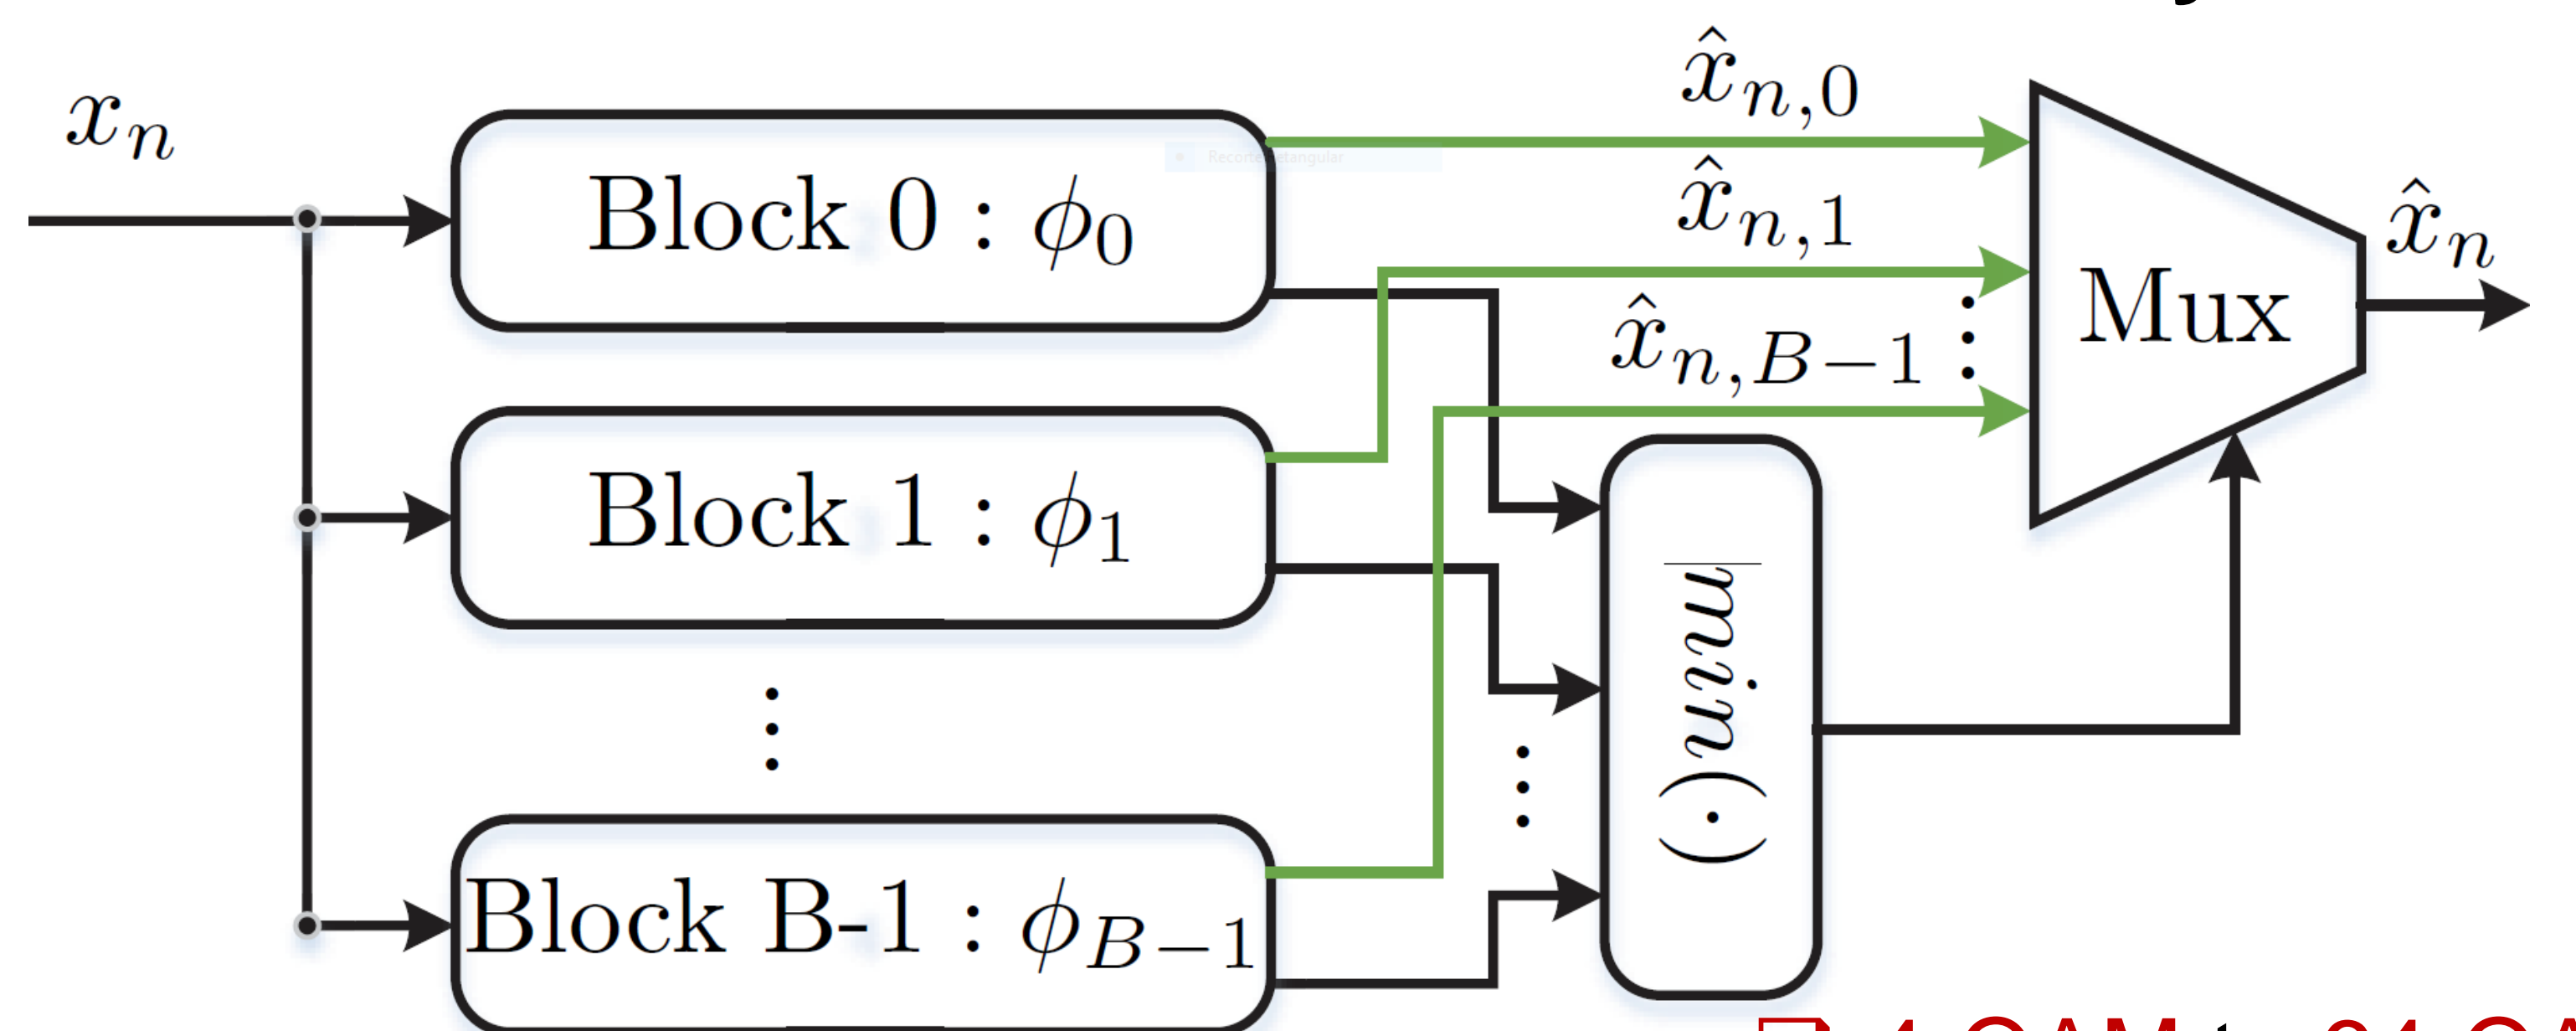 x_n
Block 0 : ϕ_0
x̂_{n,0}
x̂_{n,1}
x̂_{n,B−1}
Mux
x̂_n
Block 1 : ϕ_1
min(·)
Block B-1 : ϕ_{B−1}